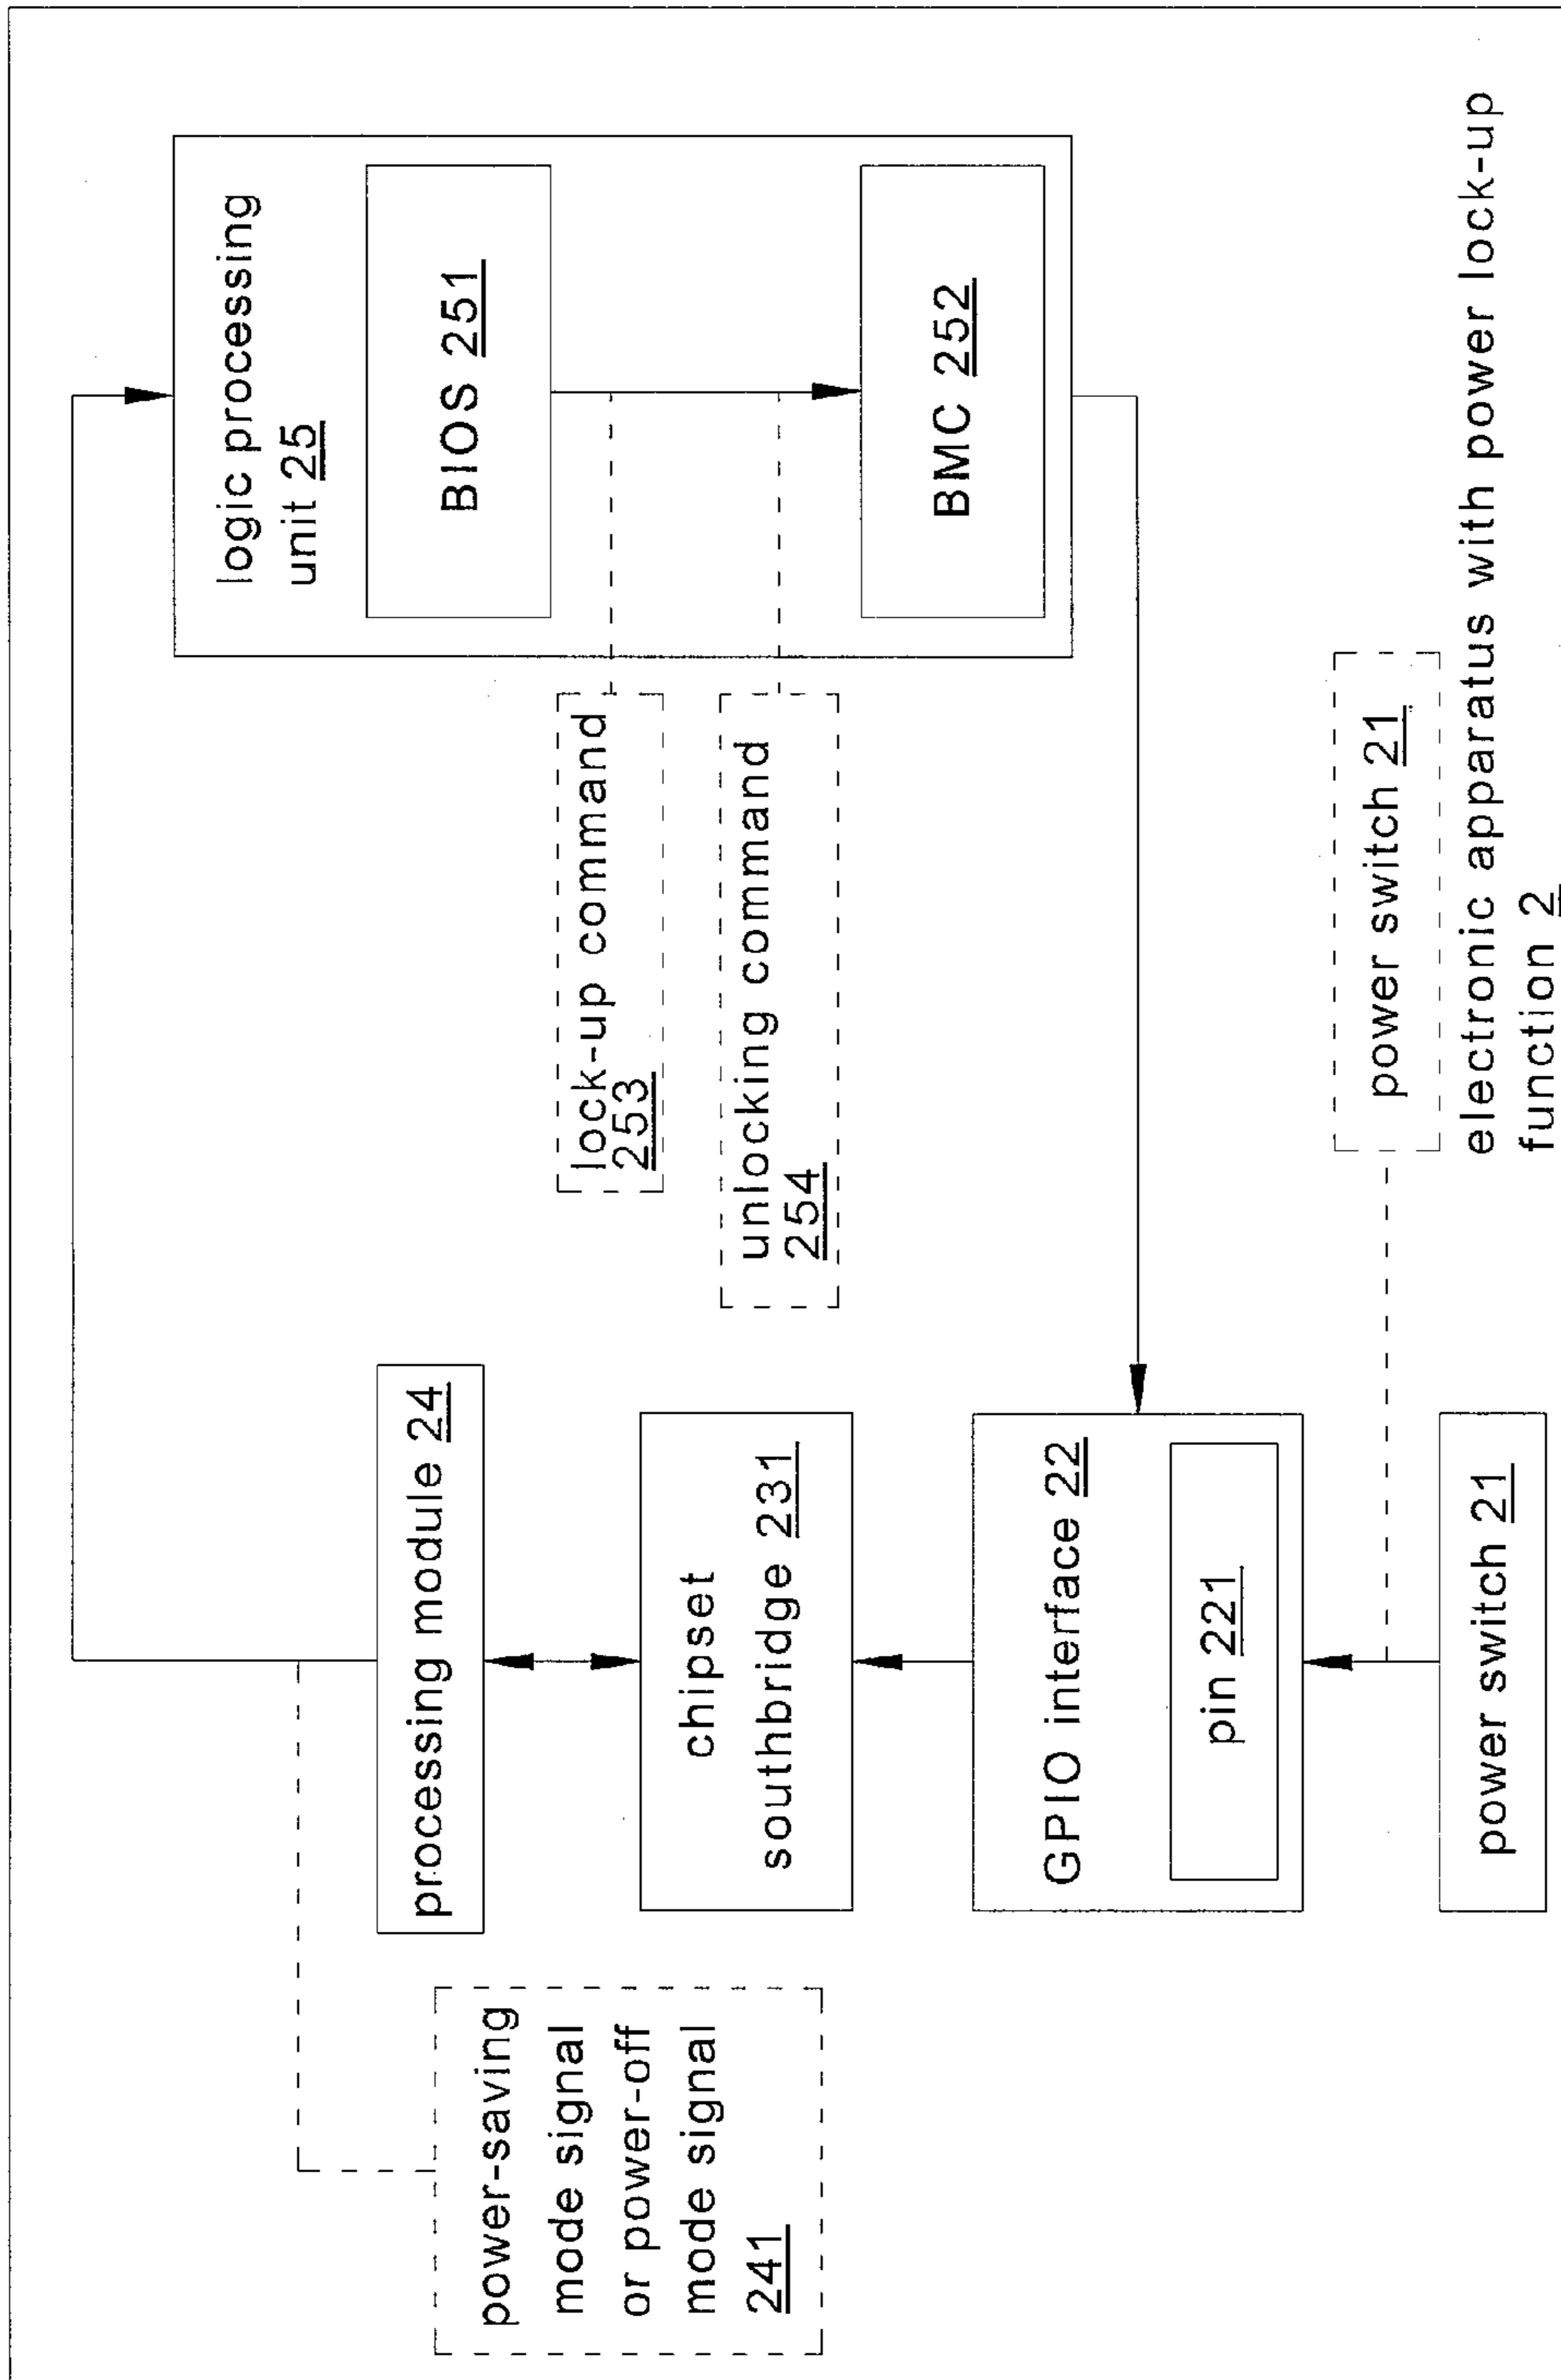 power-saving
mode signal
or power-off
mode signal
241
processing module 24
chipset
southbridge 231
GPIO interface 22
pin 221
power switch 21
logic processing
unit 25
BIOS 251
BMC 252
lock-up command
253
unlocking command
254
power switch 21
electronic apparatus with power lock-up
function 2